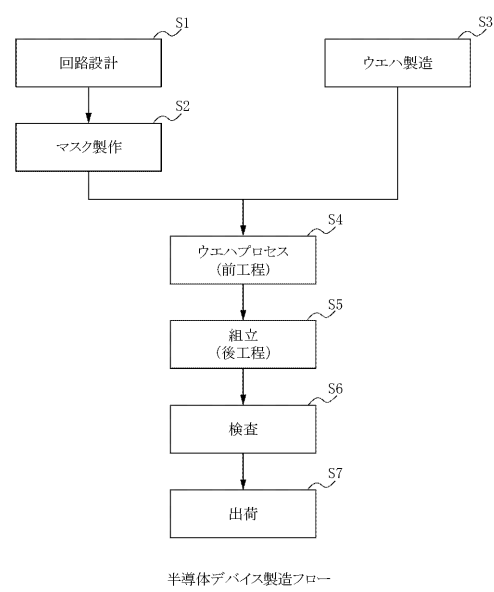 S1
回路設計
S3
ウエハ製造
S2
マスク製作
S4
ウエハプロセス
(前工程)
S5
組立
(後工程)
S6
検査
S7
出荷
半導体デバイス製造フロー